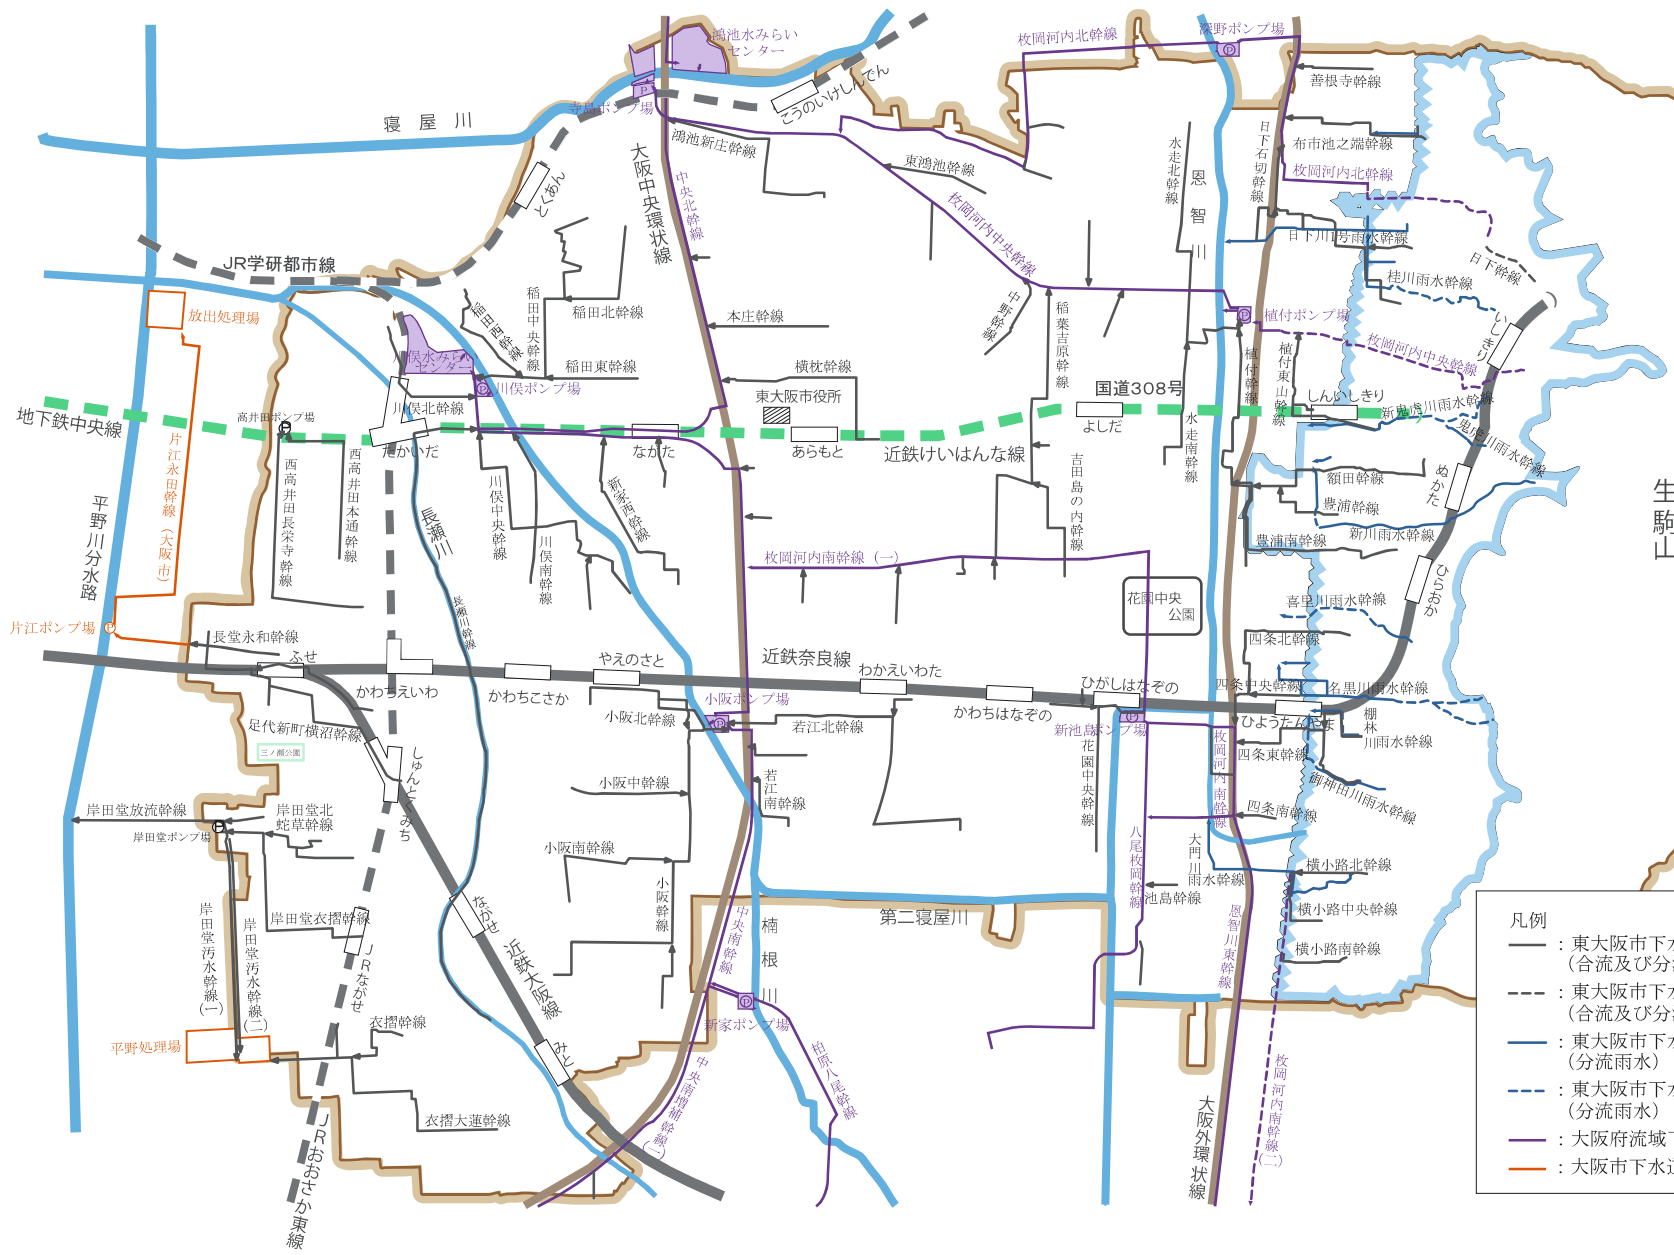 鴻池水みらい
センター
枚岡河内北幹線
深野ポンプ場
善根寺幹線
こうのいけしんでん
寺島ポンプ場
寝屋川
鴻池新庄幹線
大阪中央環状線
中央北幹線
東鴻池幹線
枚岡河内中央幹線
水走北幹線
恩智川
日下石切幹線
布市池之端幹線
枚岡河内北幹線
とくあん
JR学研都市線
日下川1号雨水幹線
日下幹線
桂川雨水幹線
放出処理場
稲田西幹線
稲田中央幹線
稲田北幹線
本庄幹線
中野幹線
稲葉吉原幹線
植付ポンプ場
枚岡河内中央幹線
いしきり
植付幹線
植付東山幹線
川俣水みらい
センター
稲田東幹線
川俣ポンプ場
横枕幹線
東大阪市役所
国道308号
しんいしきり
新鬼虎川雨水幹線
鬼虎川雨水幹線
地下鉄中央線
高井田ポンプ場
川俣北幹線
たかいだ
ながた
あらもと
近鉄けいはんな線
よしだ
水走南幹線
片江永田幹線(大阪市)
西高井田長栄寺幹線
西高井田本通幹線
長瀬川
川俣中央幹線
川俣南幹線
新家西幹線
吉田島の内幹線
額田幹線
豊浦幹線
ぬかた
新川雨水幹線
豊浦南幹線
生駒山
平野川分水路
枚岡河内南幹線(一)
花園中央
公園
ひらおか
喜里川雨水幹線
長瀬川幹線
片江ポンプ場
長堂永和幹線
四条北幹線
ふせ
かわちえいわ
かわちこさか
やえのさと
近鉄奈良線
わかえいわた
かわちはなぞの
ひがしはなぞの
四条中央幹線
名黒川雨水幹線
ひょうたんやま
棚林川雨水幹線
足代新町横沼幹線
三ノ瀬公園
しゅんとくみち
小阪北幹線
小阪ポンプ場
若江北幹線
新池島ポンプ場
花園中央幹線
枚岡河内南幹線
四条東幹線
御神田川雨水幹線
小阪中幹線
若江南幹線
四条南幹線
岸田堂放流幹線
岸田堂北
蛇草幹線
岸田堂ポンプ場
小阪南幹線
八尾枚岡幹線
大門川雨水幹線
横小路北幹線
小阪幹線
ながせ
池島幹線
横小路中央幹線
岸田堂汚水幹線(一)
岸田堂汚水幹線(二)
岸田堂衣摺幹線
JRながせ
近鉄大阪線
中央南幹線
楠根川
第二寝屋川
恩智川東幹線
横小路南幹線
平野処理場
衣摺幹線
新家ポンプ場
みと
中央南増補幹線(一)
柏原八尾幹線
枚岡河内南幹線(二)
衣摺大蓮幹線
JRおおさか東線
大阪外環状線
凡例
:東大阪市下水
(合流及び分流
:東大阪市下水
(合流及び分流
:東大阪市下水
(分流雨水)
:東大阪市下水
(分流雨水)
:大阪府流域下
:大阪市下水道